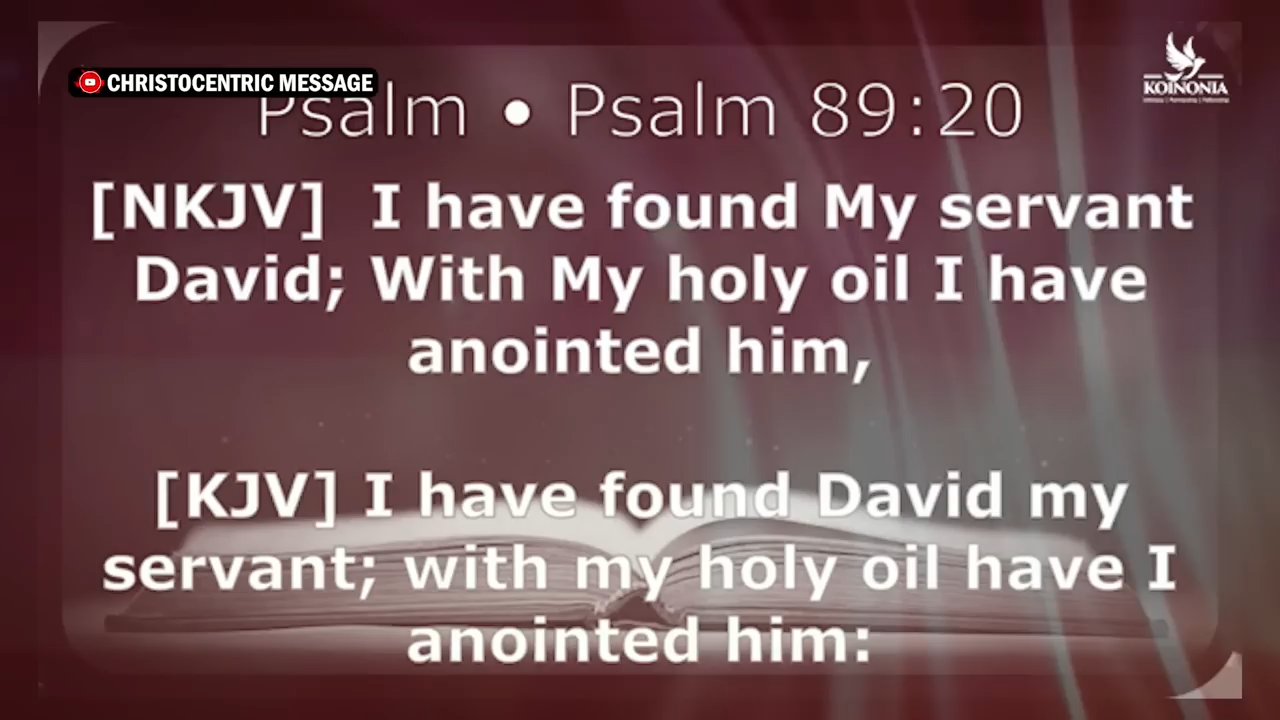 CHRISTOCENTRIC MESSAGE
KOINONIA
Psalm • Psalm 89:20
[NKJV] I have found My servant
David; With My holy oil I have
anointed him,
[KJV] I have found David my
servant; with my holy oil have I
anointed him: